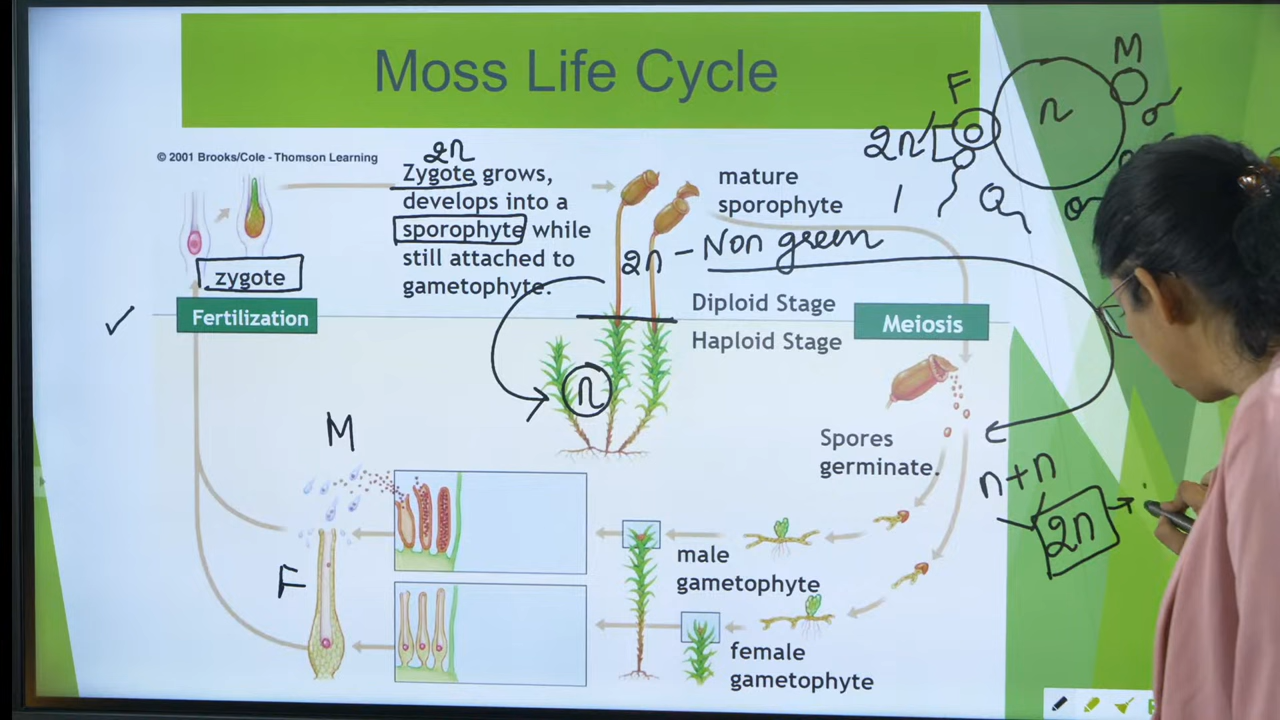 Moss Life Cycle
© 2001 Brooks/Cole - Thomson Learning
2n
Zygote grows,
develops into a
sporophyte while
still attached to
gametophyte.
zygote
Fertilization
mature
sporophyte
2n - Non green
Diploid Stage
Haploid Stage
Meiosis
n
Spores
germinate.
n+n
2n
male
gametophyte
female
gametophyte
M
F
M
F
n
2n